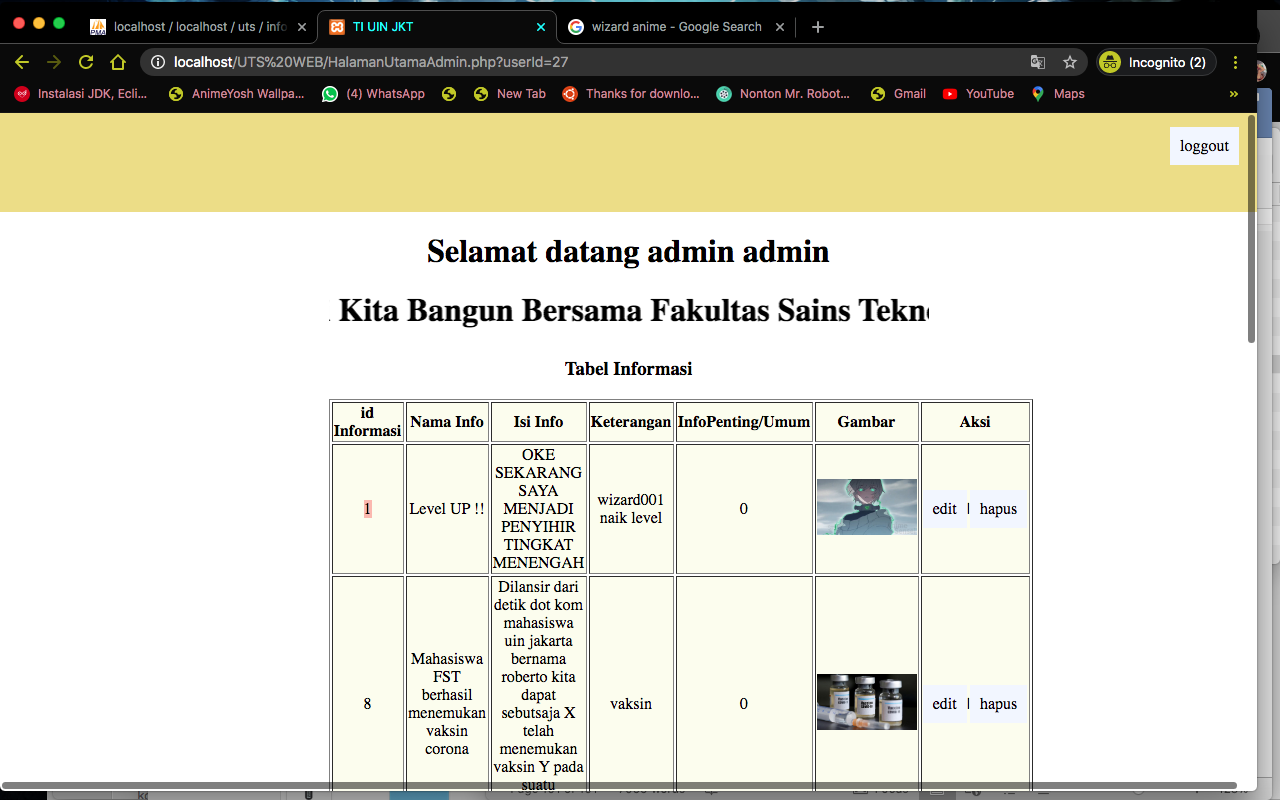 localhost / localhost / uts / info
TI UIN JKT
wizard anime - Google Search
localhost/UTS%20WEB/HalamanUtamaAdmin.php?userId=27
Incognito (2)
Instalasi JDK, Ecli...
AnimeYosh Wallpa...
(4) WhatsApp
New Tab
Thanks for downlo...
Nonton Mr. Robot...
Gmail
YouTube
Maps
»
loggout
Selamat datang admin admin
Kita Bangun Bersama Fakultas Sains Tekn
Tabel Informasi
id
Informasi
Nama Info
Isi Info
Keterangan
InfoPenting/Umum
Gambar
Aksi
1
Level UP !!
OKE
SEKARANG
SAYA
MENJADI
PENYIHIR
TINGKAT
MENENGAH
wizard001
naik level
0
edit | hapus
8
Mahasiswa
FST
berhasil
menemukan
vaksin
corona
Dilansir dari
detik dot kom
mahasiswa
uin jakarta
bernama
roberto kita
dapat
sebutsaja X
telah
menemukan
vaksin Y pada
suatu
vaksin
0
edit | hapus